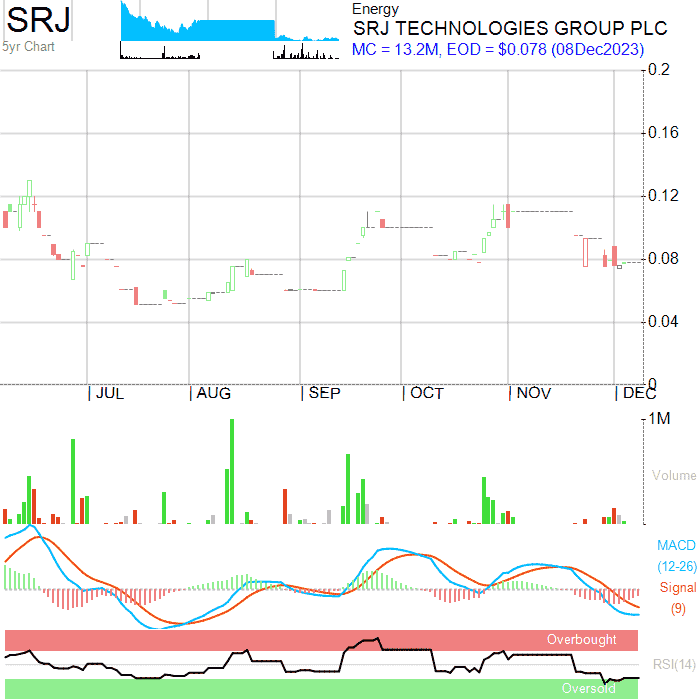 SRJ
5yr Chart
Energy
SRJ TECHNOLOGIES GROUP PLC
MC = 13.2M, EOD = $0.078 (08Dec2023)
0.2
0.16
0.12
0.08
0.04
0
JUL AUG SEP OCT NOV DEC
1M
Volume
MACD
(12-26)
Signal
(9)
Overbought
RSI(14)
Oversold